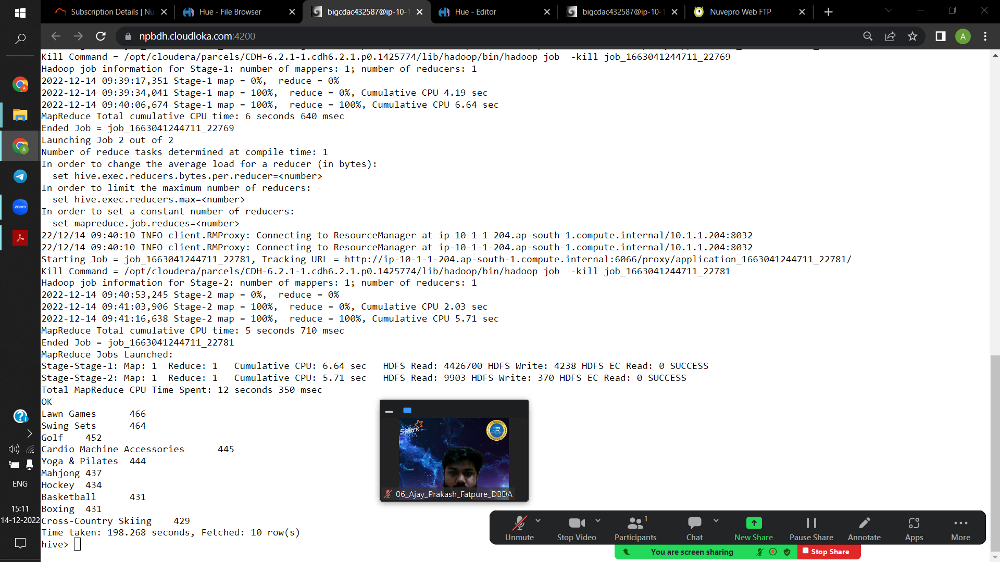 Subscription Details | Nu
Hue - File Browser
bigcdac432587@ip-10-1
Hue - Editor
bigcdac432587@ip-10-1
Nuvepro Web FTP
npbdh.cloudloka.com:4200
A
Kill Command = /opt/cloudera/parcels/CDH-6.2.1-1.cdh6.2.1.p0.1425774/lib/hadoop/bin/hadoop job  -kill job_1663041244711_22769
Hadoop job information for Stage-1: number of mappers: 1; number of reducers: 1
2022-12-14 09:39:17,351 Stage-1 map = 0%,  reduce = 0%
2022-12-14 09:39:34,041 Stage-1 map = 100%,  reduce = 0%, Cumulative CPU 4.19 sec
2022-12-14 09:40:06,674 Stage-1 map = 100%,  reduce = 100%, Cumulative CPU 6.64 sec
MapReduce Total cumulative CPU time: 6 seconds 640 msec
Ended Job = job_1663041244711_22769
Launching Job 2 out of 2
Number of reduce tasks determined at compile time: 1
In order to change the average load for a reducer (in bytes):
  set hive.exec.reducers.bytes.per.reducer=<number>
In order to limit the maximum number of reducers:
  set hive.exec.reducers.max=<number>
In order to set a constant number of reducers:
  set mapreduce.job.reduces=<number>
22/12/14 09:40:10 INFO client.RMProxy: Connecting to ResourceManager at ip-10-1-1-204.ap-south-1.compute.internal/10.1.1.204:8032
22/12/14 09:40:10 INFO client.RMProxy: Connecting to ResourceManager at ip-10-1-1-204.ap-south-1.compute.internal/10.1.1.204:8032
Starting Job = job_1663041244711_22781, Tracking URL = http://ip-10-1-1-204.ap-south-1.compute.internal:6066/proxy/application_1663041244711_22781/
Kill Command = /opt/cloudera/parcels/CDH-6.2.1-1.cdh6.2.1.p0.1425774/lib/hadoop/bin/hadoop job  -kill job_1663041244711_22781
Hadoop job information for Stage-2: number of mappers: 1; number of reducers: 1
2022-12-14 09:40:53,245 Stage-2 map = 0%,  reduce = 0%
2022-12-14 09:41:03,906 Stage-2 map = 100%,  reduce = 0%, Cumulative CPU 2.03 sec
2022-12-14 09:41:16,638 Stage-2 map = 100%,  reduce = 100%, Cumulative CPU 5.71 sec
MapReduce Total cumulative CPU time: 5 seconds 710 msec
Ended Job = job_1663041244711_22781
MapReduce Jobs Launched:
Stage-Stage-1: Map: 1  Reduce: 1   Cumulative CPU: 6.64 sec   HDFS Read: 4426700 HDFS Write: 4238 HDFS EC Read: 0 SUCCESS
Stage-Stage-2: Map: 1  Reduce: 1   Cumulative CPU: 5.71 sec   HDFS Read: 9903 HDFS Write: 370 HDFS EC Read: 0 SUCCESS
Total MapReduce CPU Time Spent: 12 seconds 350 msec
OK
Lawn Games	466
Swing Sets	464
Golf	452
Cardio Machine Accessories	445
Yoga & Pilates	444
Mahjong	437
Hockey	434
Basketball	431
Boxing	431
Cross-Country Skiing	429
Time taken: 198.268 seconds, Fetched: 10 row(s)
hive>
zoom
ENG
15:11
14-12-2022
Spark
06_Ajay_Prakash_Fatpure_DBDA
Unmute
Stop Video
1
Participants
Chat
New Share
Pause Share
Annotate
Apps
More
You are screen sharing
Stop Share